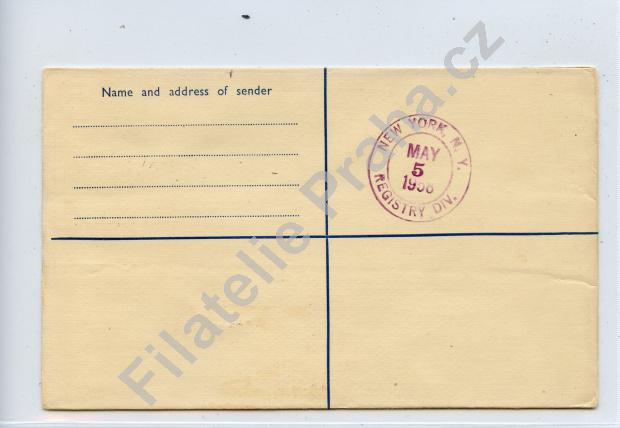 Name and address of sender
NEW YORK, N. Y.
MAY
5
REGISTRY DIV.
Filatelie Praha.cz